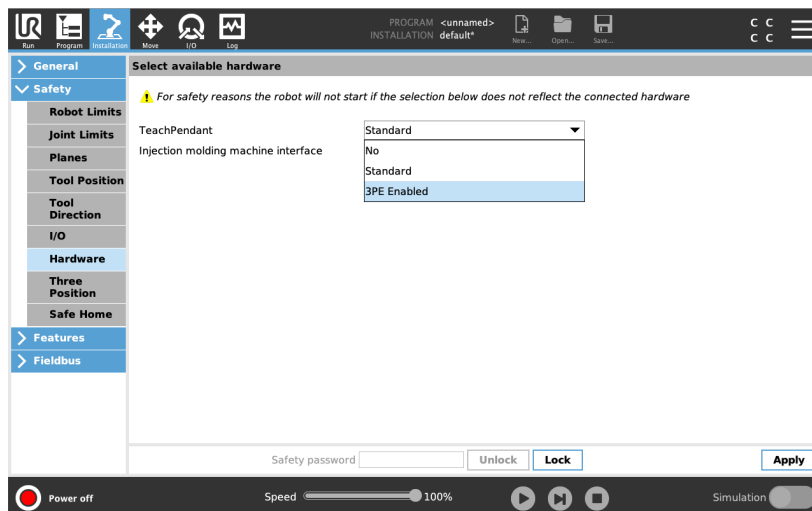 UR
PROGRAM <unnamed>
INSTALLATION default*
Run Program Installation Move I/O Log New... Open... Save...
C C
C C
General
Safety
Robot Limits
Joint Limits
Planes
Tool Position
Tool
Direction
I/O
Hardware
Three
Position
Safe Home
Features
Fieldbus
Select available hardware
For safety reasons the robot will not start if the selection below does not reflect the connected hardware
TeachPendant Standard
Injection molding machine interface
No
Standard
3PE Enabled
Safety password Unlock Lock Apply
Power off Speed 100% Simulation